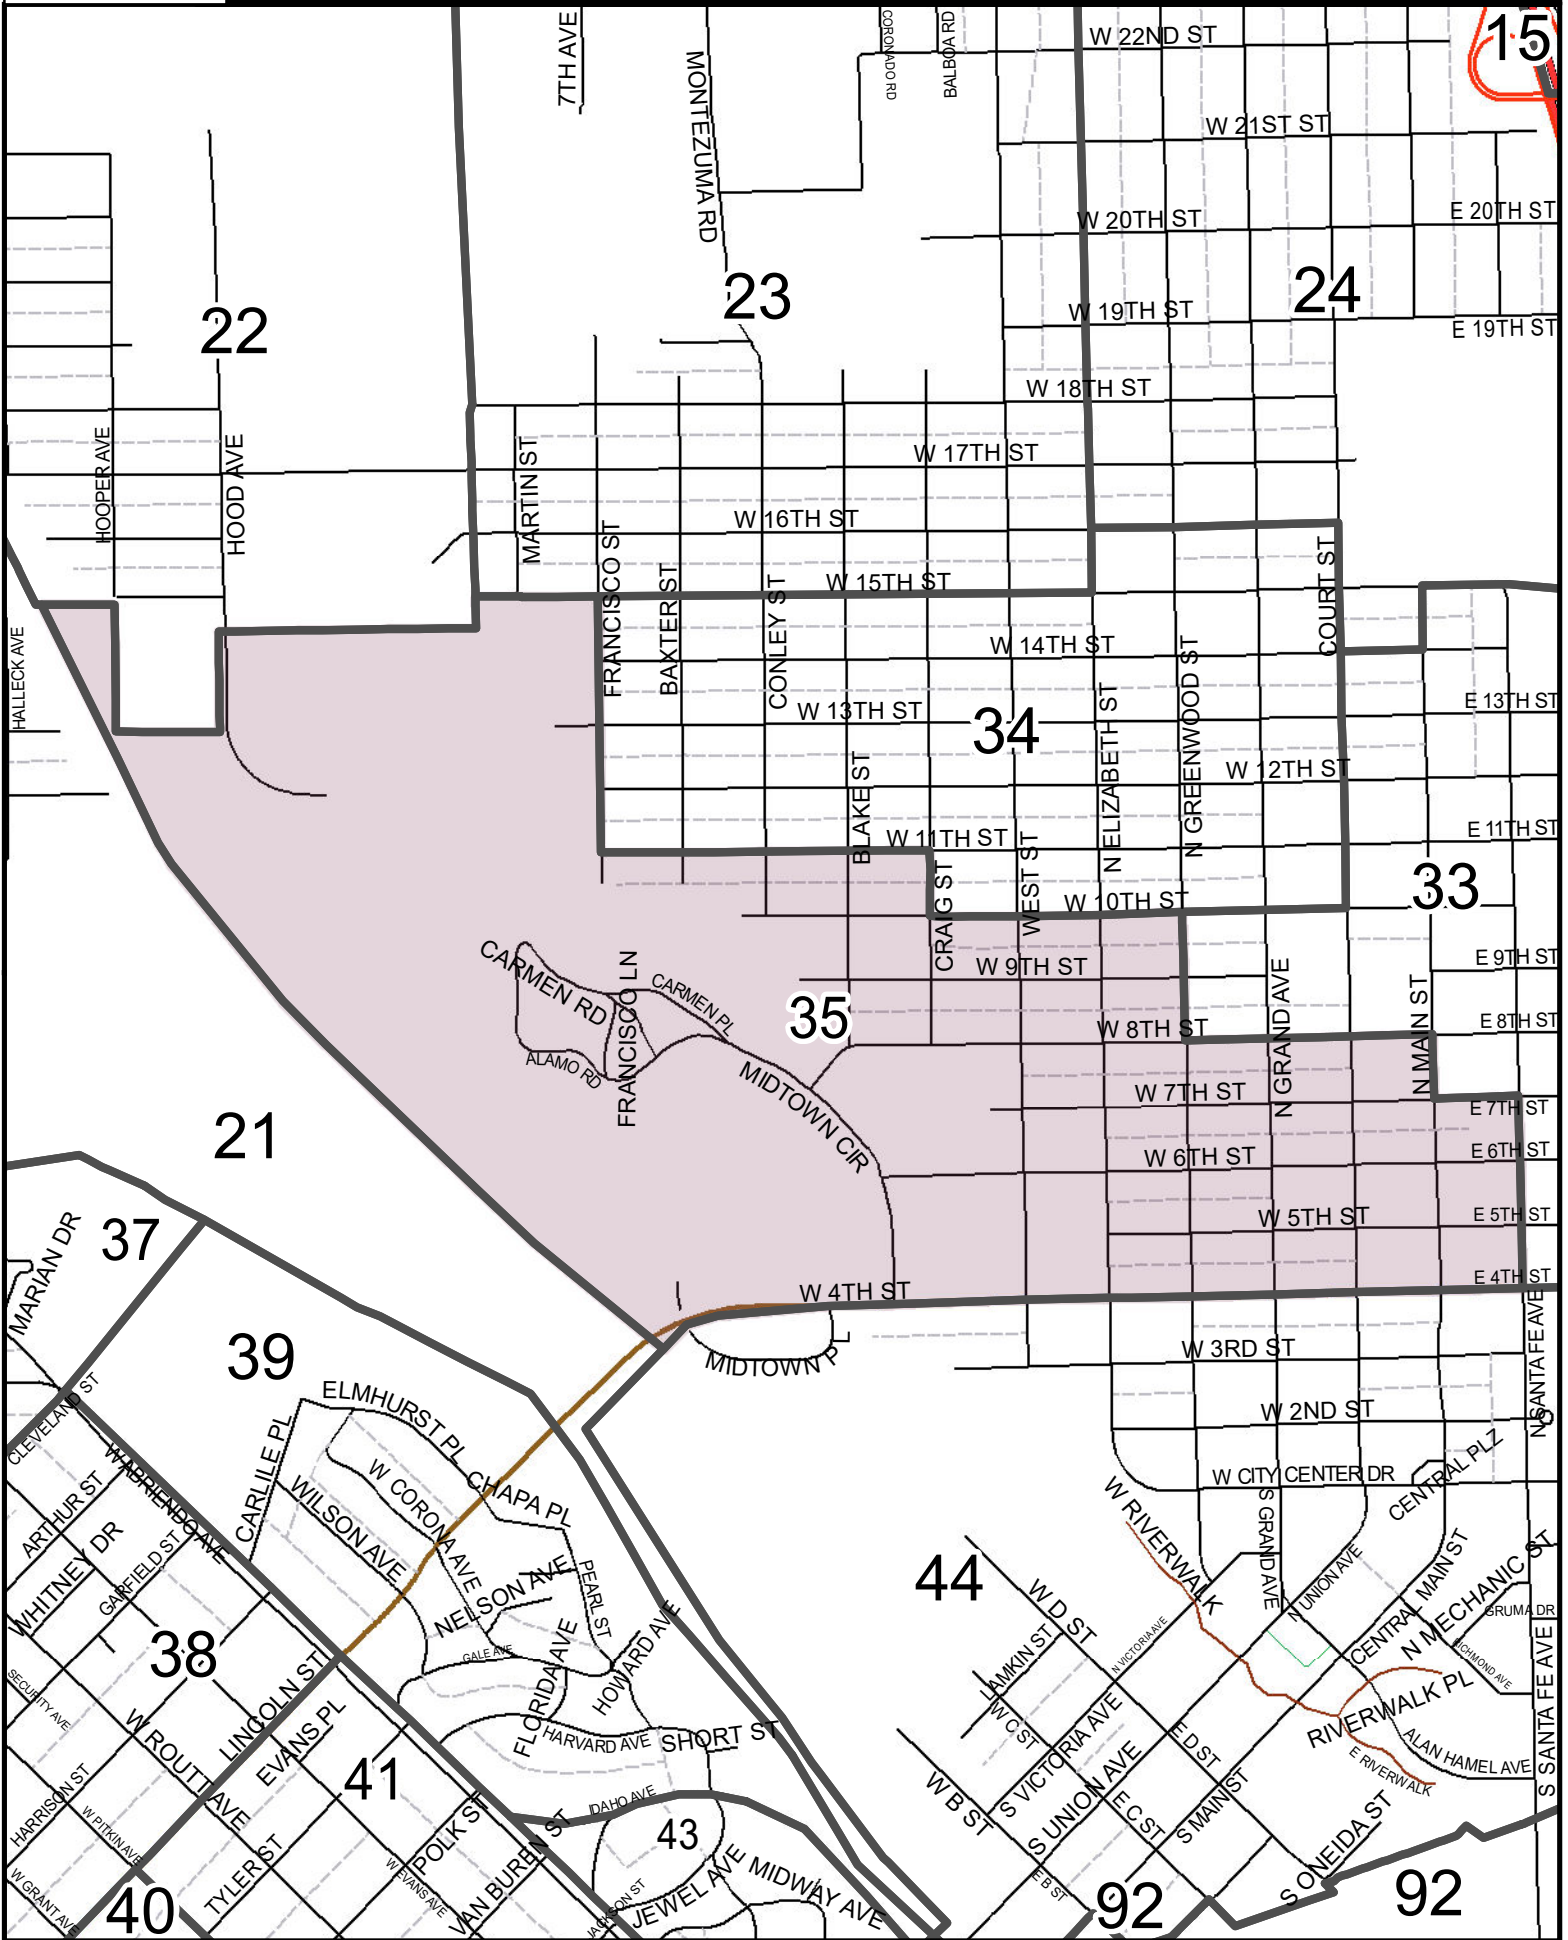 15
7TH AVE
CORONADO RD
BALBOA RD
W 22ND ST
MONTEZUMA RD
W 21ST ST
W 20TH ST
E 20TH ST
23
24
22
W 19TH ST
E 19TH ST
W 18TH ST
HOOPER AVE
HOOD AVE
MARTIN ST
W 17TH ST
W 16TH ST
FRANCISCO ST
BAXTER ST
CONLEY ST
W 15TH ST
COURT ST
HALLECK AVE
W 14TH ST
N GREENWOOD ST
N ELIZABETH ST
W 13TH ST
E 13TH ST
34
BLAKE ST
W 12TH ST
W 11TH ST
E 11TH ST
CRAIG ST
WEST ST
W 10TH ST
33
CARMEN RD
FRANCISCO LN
CARMEN PL
W 9TH ST
E 9TH ST
N GRAND AVE
N MAIN ST
35
W 8TH ST
E 8TH ST
ALAMO RD
MIDTOWN CIR
W 7TH ST
E 7TH ST
21
W 6TH ST
E 6TH ST
37
MARIAN DR
W 5TH ST
E 5TH ST
W 4TH ST
E 4TH ST
39
MIDTOWN PL
W 3RD ST
N SANTA FE AVE
CLEVELAND ST
ELMHURST PL
W 2ND ST
CARLILE PL
W ABRIENDO AVE
W CORONA AVE
CHAPA PL
W CITY CENTER DR
CENTRAL PLZ
ARTHUR ST
WILSON AVE
W RIVERWALK
S GRAND AVE
WHITNEY DR
GARFIELD ST
NELSON AVE
PEARL ST
44
W D ST
N UNION AVE
CENTRAL MAIN ST
N MECHANIC ST
GRUMA DR
38
GALE AVE
FLORIDA AVE
HOWARD AVE
LAMKIN ST
N VICTORIA AVE
RICHMOND AVE
SECURITY AVE
LINCOLN ST
W C ST
RIVERWALK PL
W ROUTT AVE
EVANS PL
HARVARD AVE
SHORT ST
S VICTORIA AVE
E D ST
ALAN HAMEL AVE
E RIVERWALK
S SANTA FE AVE
41
HARRISON ST
W PITKIN AVE
IDAHO AVE
W B ST
S UNION AVE
E C ST
S MAIN ST
TYLER ST
POLK ST
VAN BUREN ST
43
S ONEIDA ST
W GRANT AVE
40
W EVANS AVE
JACKSON ST
JEWEL AVE
MIDWAY AVE
E B ST
92
92